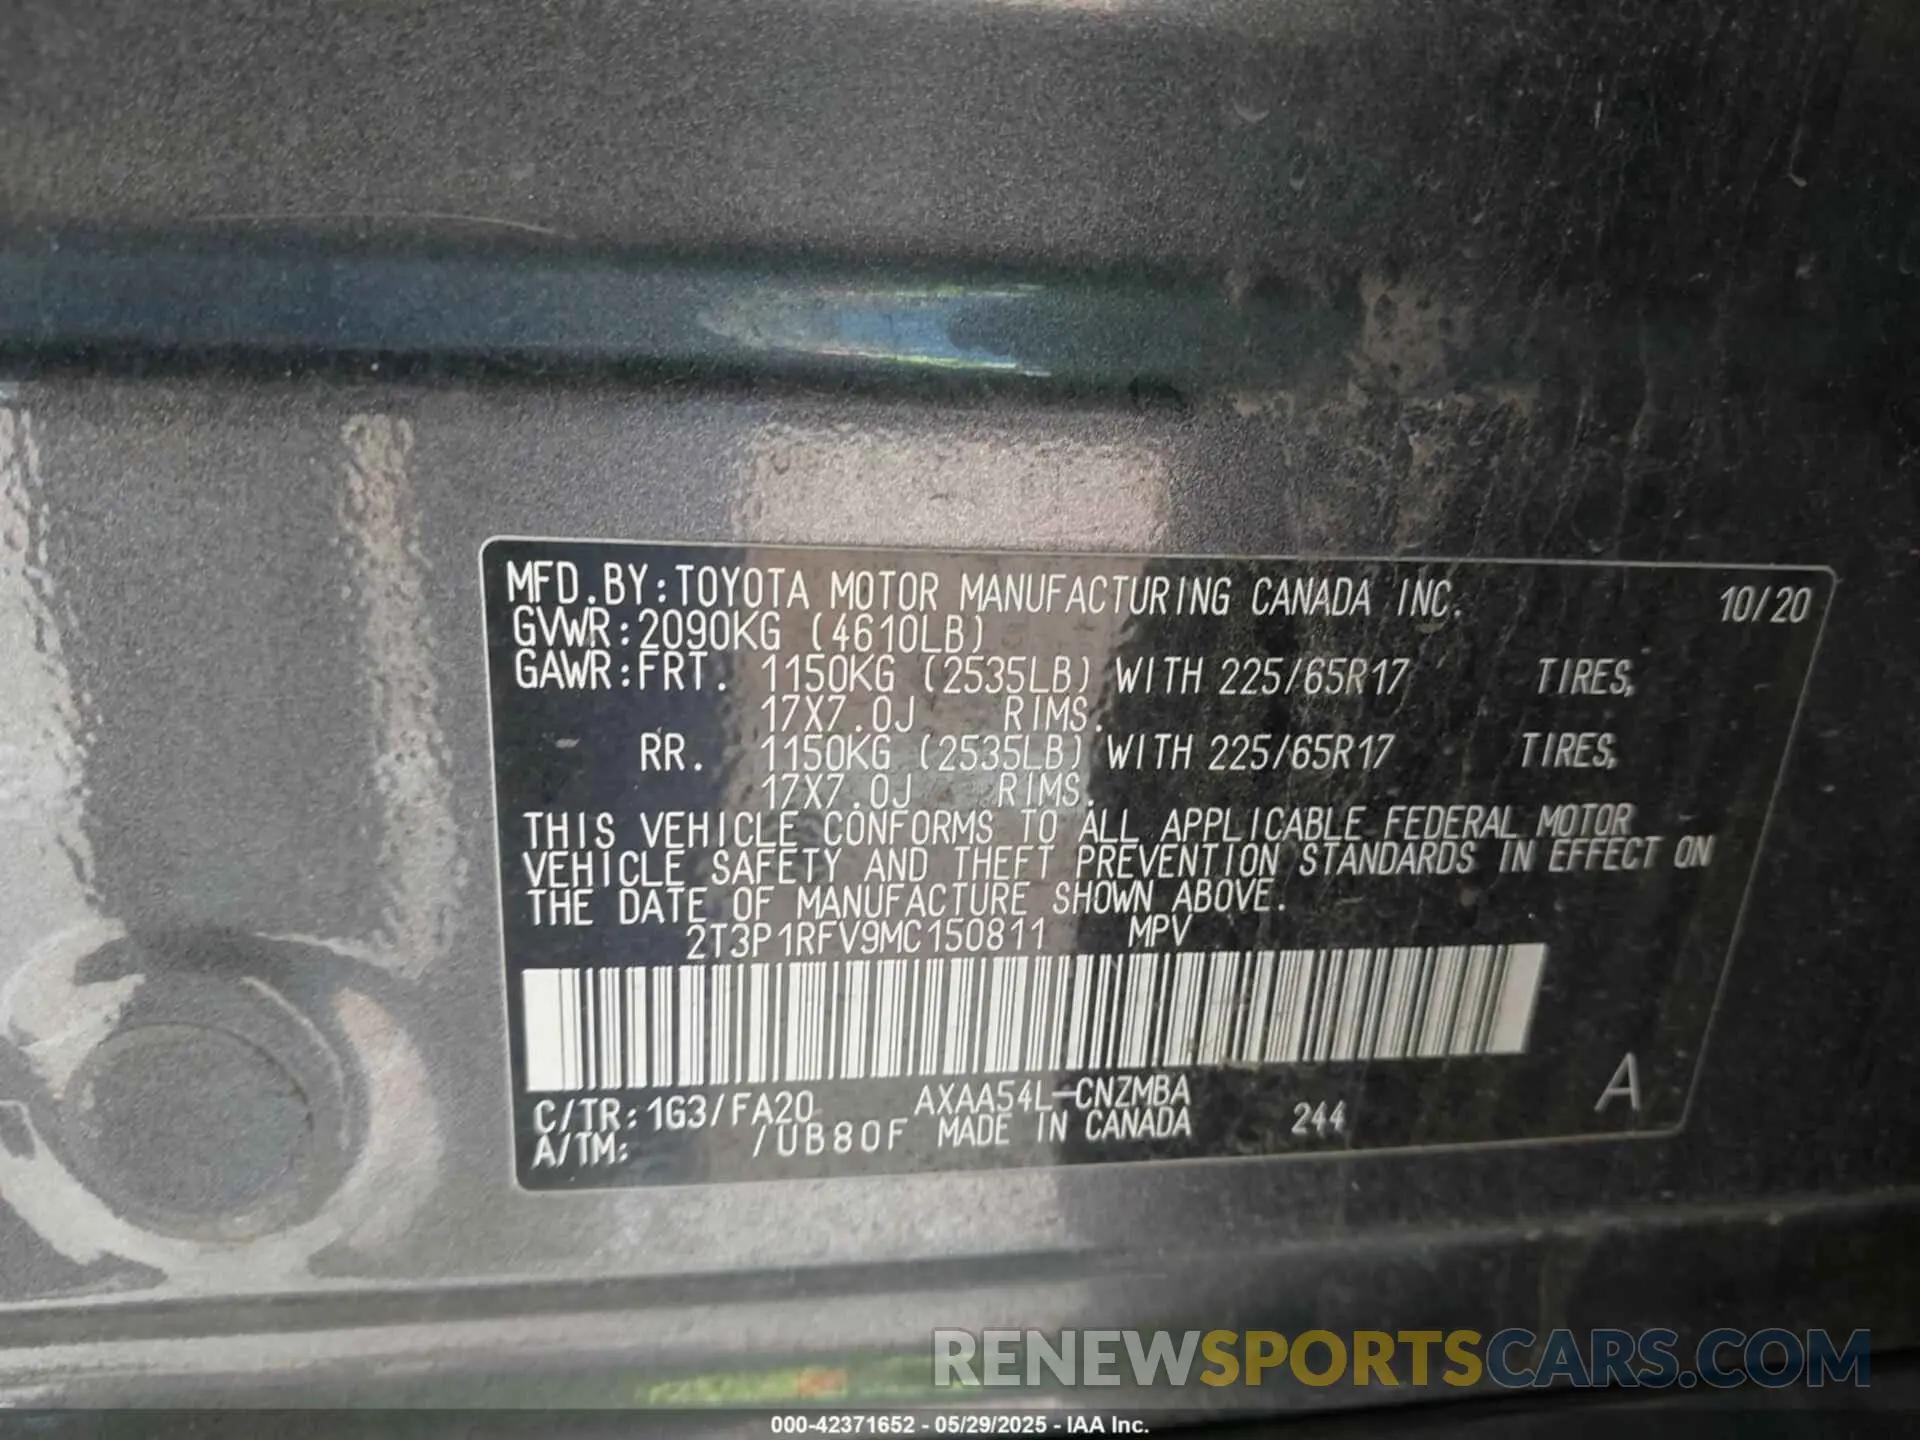 MFD.BY:TOYOTA MOTOR MANUFACTURING CANADA INC. 10/20
GVWR:2090KG (4610LB)
GAWR:FRT. 1150KG (2535LB) WITH 225/65R17 TIRES,
17X7.0J RIMS.
RR. 1150KG (2535LB) WITH 225/65R17 TIRES,
17X7.0J RIMS.
THIS VEHICLE CONFORMS TO ALL APPLICABLE FEDERAL MOTOR
VEHICLE SAFETY AND THEFT PREVENTION STANDARDS IN EFFECT ON
THE DATE OF MANUFACTURE SHOWN ABOVE.
2T3P1RFV9MC150811 MPV
C/TR:1G3/FA20 AXAA54L-CNZMBA
A/TM: /UB80F MADE IN CANADA 244 A
RENEWSPORTSCARS.COM
000-42371652 - 05/29/2025 - IAA Inc.